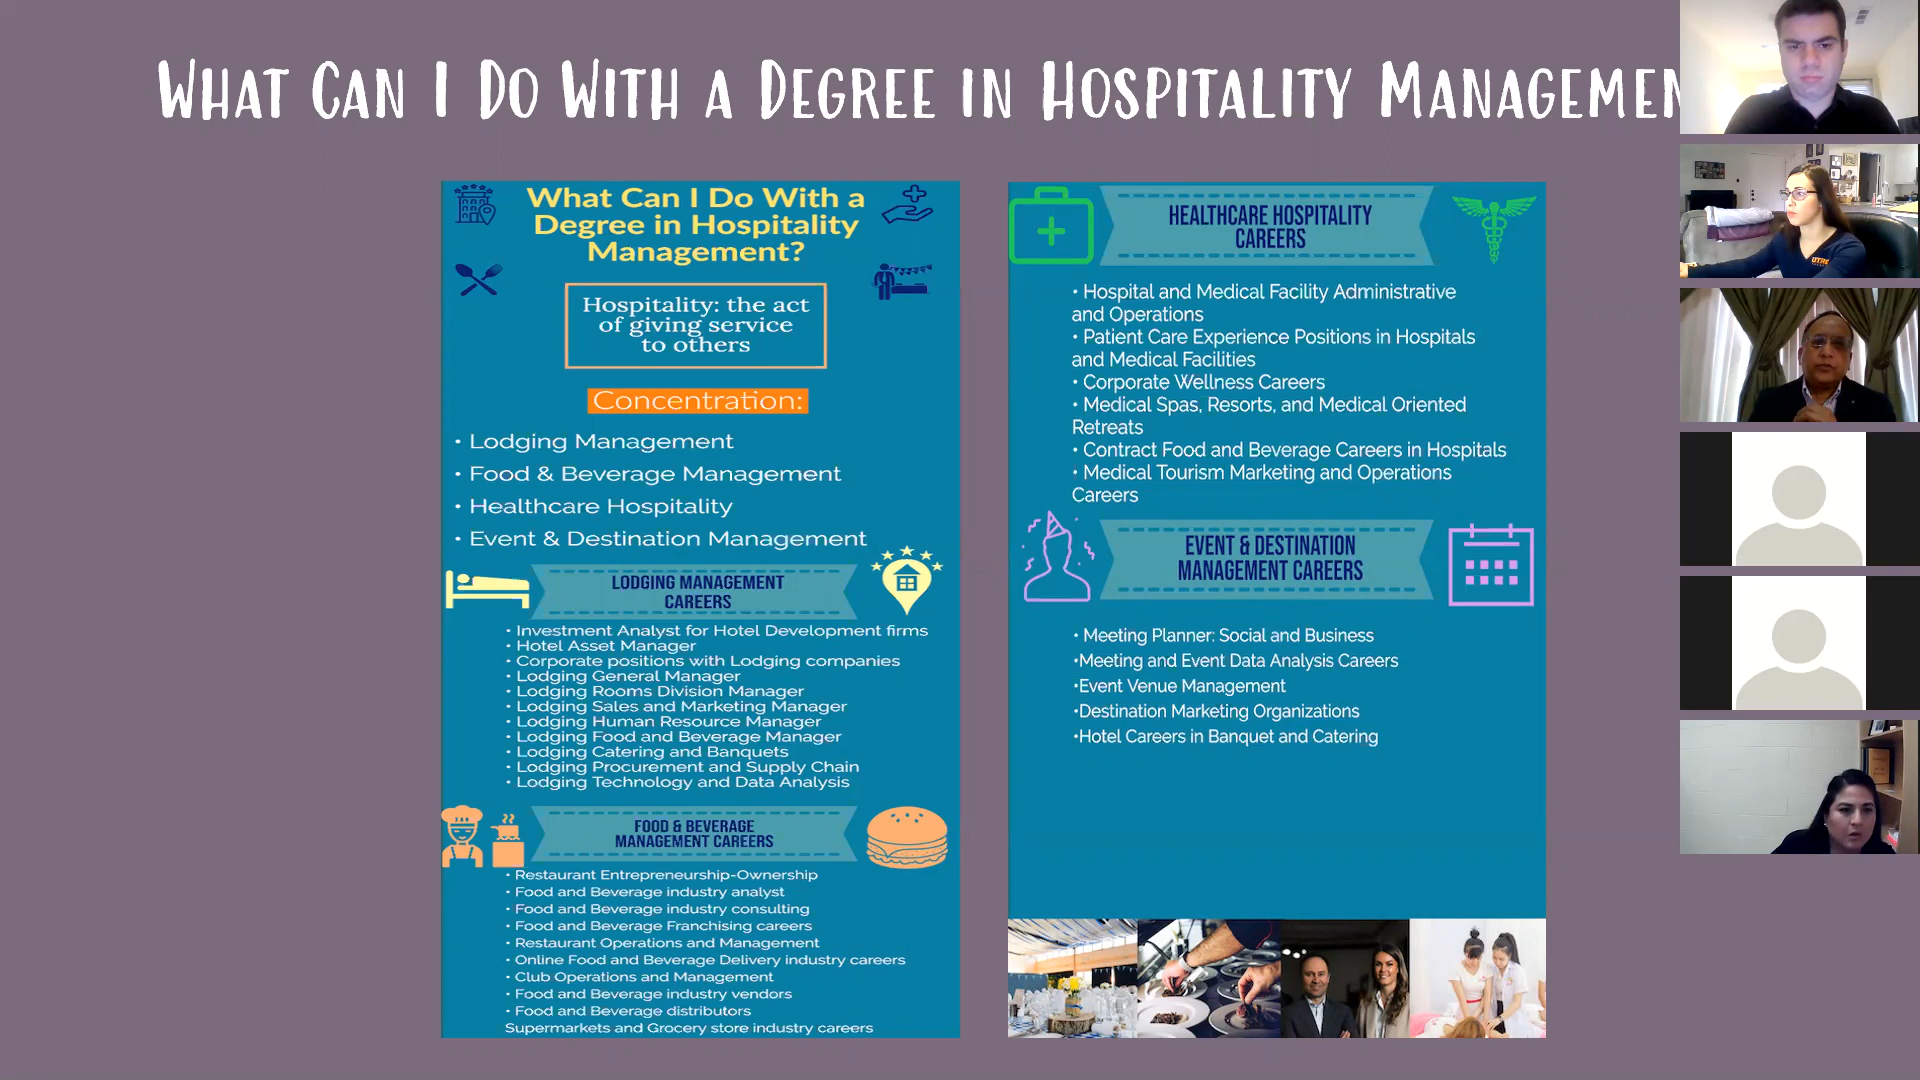 What Can I Do With a Degree in Hospitality Managemen
What Can I Do With a
Degree in Hospitality
Management?
Hospitality: the act
of giving service
to others
Concentration:
• Lodging Management
• Food & Beverage Management
• Healthcare Hospitality
• Event & Destination Management
LODGING MANAGEMENT
CAREERS
• Investment Analyst for Hotel Development firms
• Hotel Asset Manager
• Corporate positions with Lodging companies
• Lodging General Manager
• Lodging Rooms Division Manager
• Lodging Sales and Marketing Manager
• Lodging Human Resource Manager
• Lodging Food and Beverage Manager
• Lodging Catering and Banquets
• Lodging Procurement and Supply Chain
• Lodging Technology and Data Analysis
FOOD & BEVERAGE
MANAGEMENT CAREERS
• Restaurant Entrepreneurship-Ownership
• Food and Beverage industry analyst
• Food and Beverage industry consulting
• Food and Beverage Franchising careers
• Restaurant Operations and Management
• Online Food and Beverage Delivery industry careers
• Club Operations and Management
• Food and Beverage industry vendors
• Food and Beverage distributors
Supermarkets and Grocery store industry careers
HEALTHCARE HOSPITALITY
CAREERS
• Hospital and Medical Facility Administrative
and Operations
• Patient Care Experience Positions in Hospitals
and Medical Facilities
• Corporate Wellness Careers
• Medical Spas, Resorts, and Medical Oriented
Retreats
• Contract Food and Beverage Careers in Hospitals
• Medical Tourism Marketing and Operations
Careers
EVENT & DESTINATION
MANAGEMENT CAREERS
• Meeting Planner: Social and Business
•Meeting and Event Data Analysis Careers
•Event Venue Management
•Destination Marketing Organizations
•Hotel Careers in Banquet and Catering